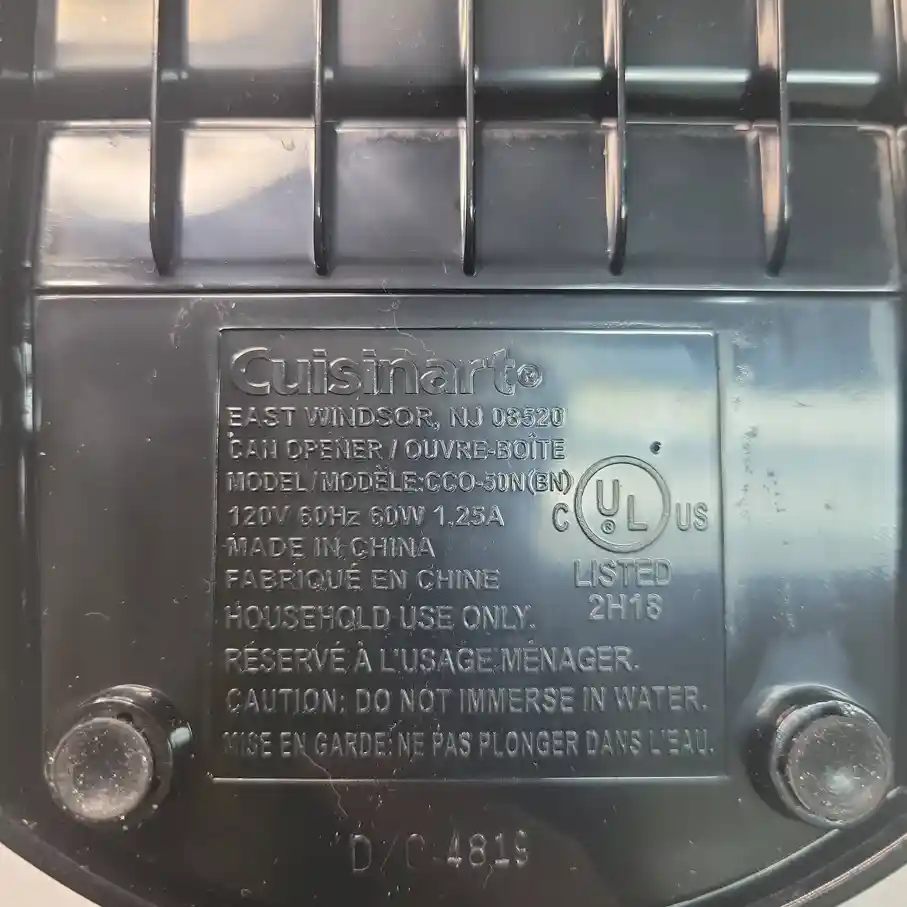 Cuisinart®
EAST WINDSOR, NJ 08520
CAN OPENER / OUVRE-BOÎTE
MODEL/MODÈLE:CCO-50N(BN)
120V 60Hz 60W 1.25A
MADE IN CHINA
FABRIQUÉ EN CHINE
HOUSEHOLD USE ONLY.
RÉSERVÉ À L'USAGE MÉNAGER.
CAUTION: DO NOT IMMERSE IN WATER.
MISE EN GARDE: NE PAS PLONGER DANS L'EAU.
C UL® US
LISTED
2H18
D/C 4819